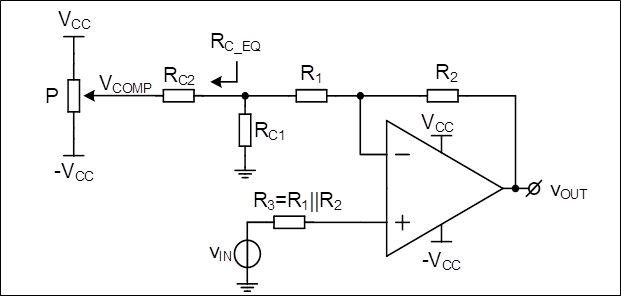 V_CC
R_C_EQ
P
V_COMP
R_C2
R_1
R_2
R_C1
V_CC
-V_CC
−
R_3=R_1||R_2
+
v_OUT
v_IN
-V_CC